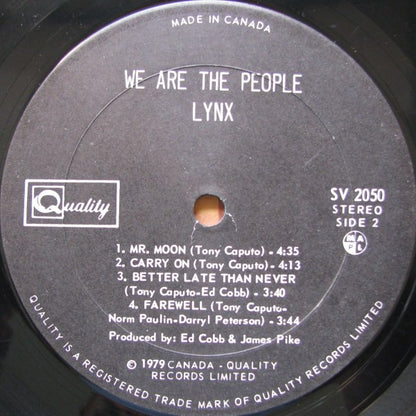 MADE IN CANADA
WE ARE THE PEOPLE
LYNX
Quality
SV 2050
STEREO
SIDE 2
M A
P L
1. MR. MOON (Tony Caputo) - 4:35
2. CARRY ON (Tony Caputo) - 4:13
3. BETTER LATE THAN NEVER
(Tony Caputo-Ed Cobb) - 3:40
4. FAREWELL (Tony Caputo-
Norm Paulin-Darryl Peterson) - 3:44
Produced by: Ed Cobb & James Pike
© 1979 CANADA - QUALITY
RECORDS LIMITED
QUALITY IS A REGISTERED TRADE MARK OF QUALITY RECORDS LIMITED